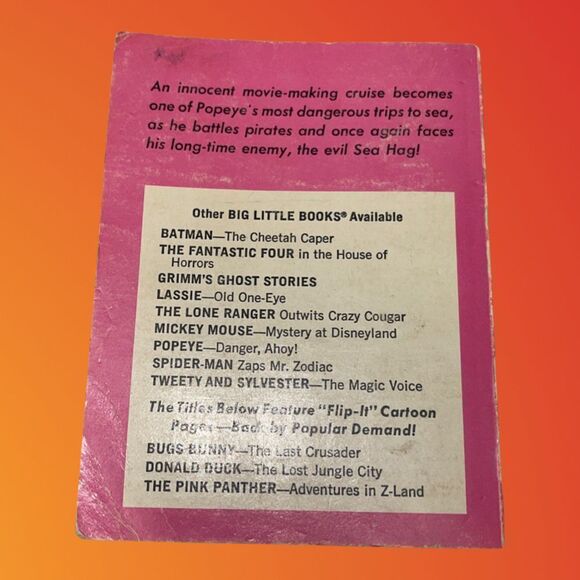 An innocent movie-making cruise becomes
one of Popeye's most dangerous trips to sea,
as he battles pirates and once again faces
his long-time enemy, the evil Sea Hag!
Other BIG LITTLE BOOKS® Available
BATMAN—The Cheetah Caper
THE FANTASTIC FOUR in the House of
Horrors
GRIMM'S GHOST STORIES
LASSIE—Old One-Eye
THE LONE RANGER Outwits Crazy Cougar
MICKEY MOUSE—Mystery at Disneyland
POPEYE—Danger, Ahoy!
SPIDER-MAN Zaps Mr. Zodiac
TWEETY AND SYLVESTER—The Magic Voice
The Titles Below Feature "Flip-It" Cartoon
Pages—Back by Popular Demand!
BUGS BUNNY—The Last Crusader
DONALD DUCK—The Lost Jungle City
THE PINK PANTHER—Adventures in Z-Land